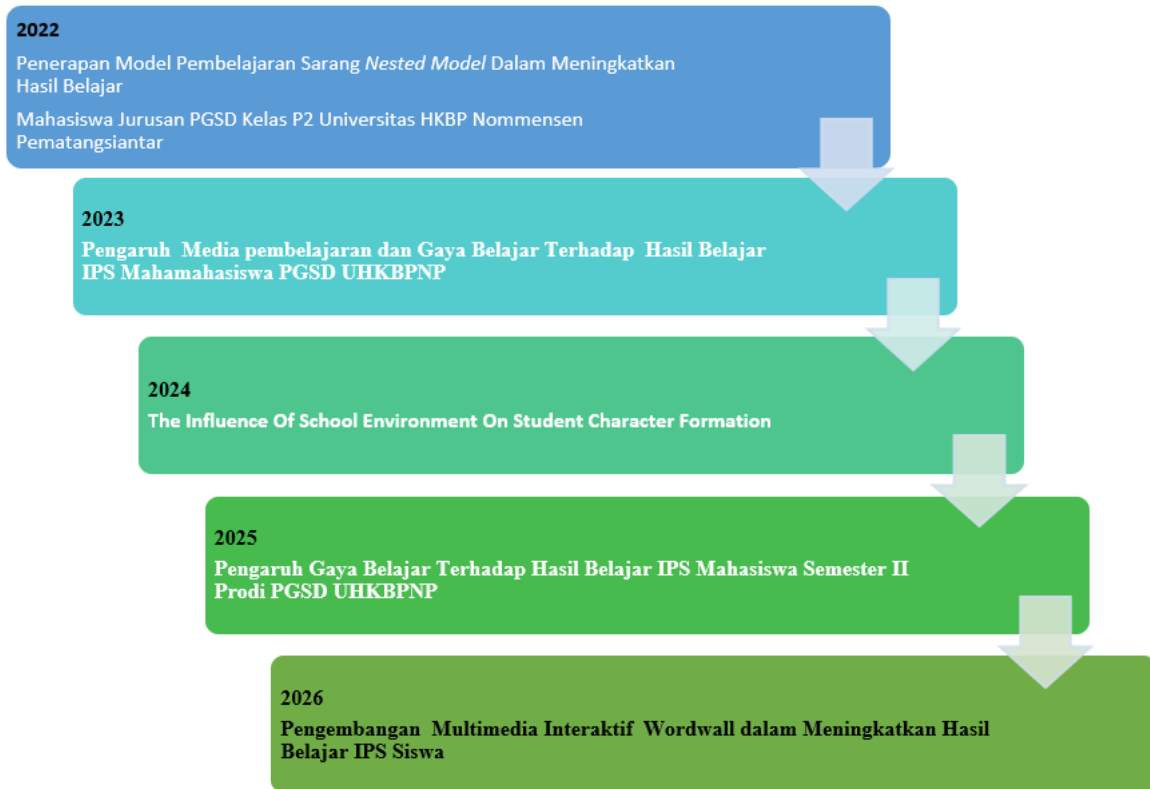 2022
Penerapan Model Pembelajaran Sarang Nested Model Dalam Meningkatkan
Hasil Belajar
Mahasiswa Jurusan PGSD Kelas P2 Universitas HKBP Nommensen
Pematangsiantar
2023
Pengaruh Media pembelajaran dan Gaya Belajar Terhadap Hasil Belajar
IPS Mahamahasiswa PGSD UHKBPNP
2024
The Influence Of School Environment On Student Character Formation
2025
Pengaruh Gaya Belajar Terhadap Hasil Belajar IPS Mahasiswa Semester II
Prodi PGSD UHKBPNP
2026
Pengembangan Multimedia Interaktif Wordwall dalam Meningkatkan Hasil
Belajar IPS Siswa